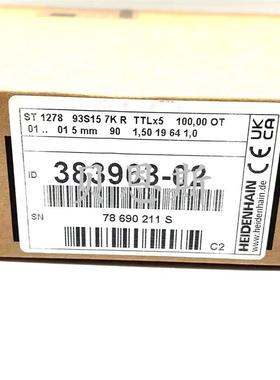 ST 1278 93S15 7K R TTLx5 100,00 OT
01 .. 01 5 mm 90 1,50 19 64 1,0
ID
SN
78 690 211 S
C2
CE UK CA
HEIDENHAIN
www.heidenhain.de